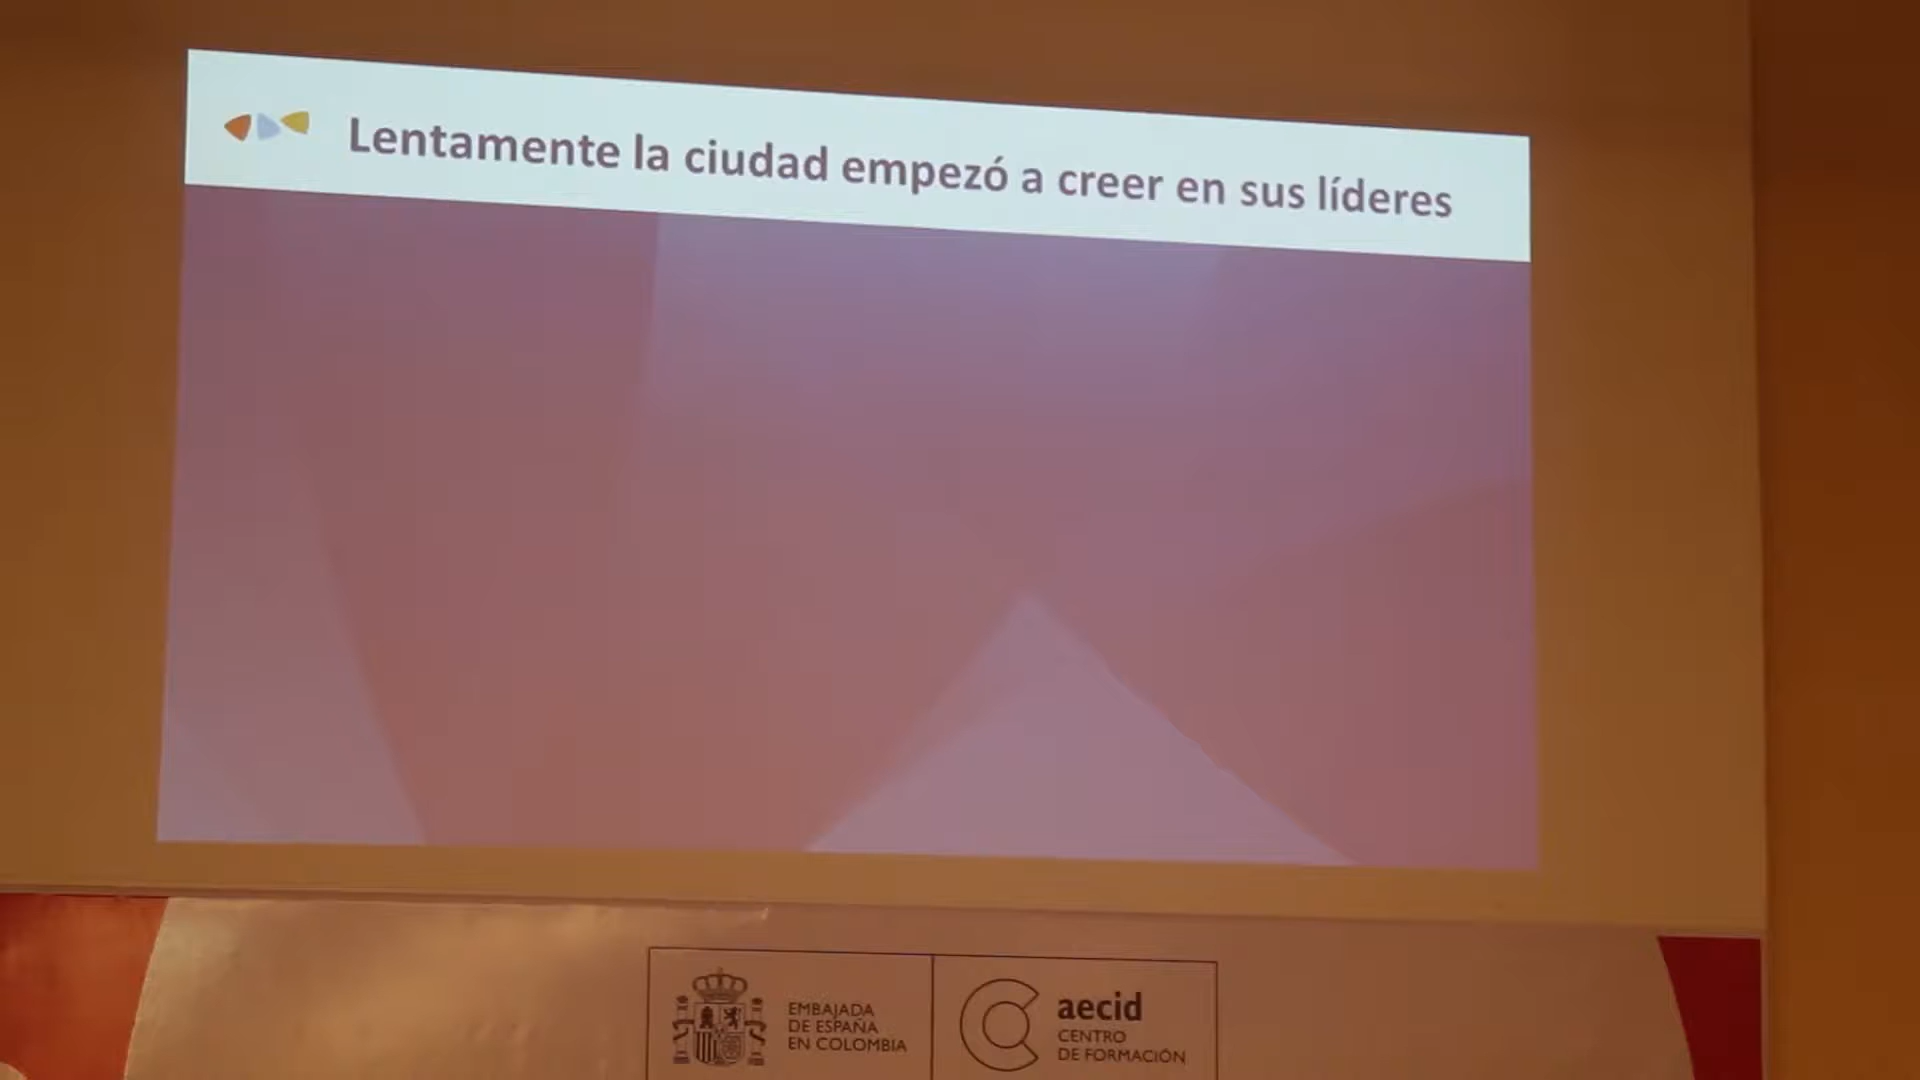 Lentamente la ciudad empezó a creer en sus líderes
EMBAJADA
DE ESPAÑA
EN COLOMBIA
aecid
CENTRO
DE FORMACIÓN